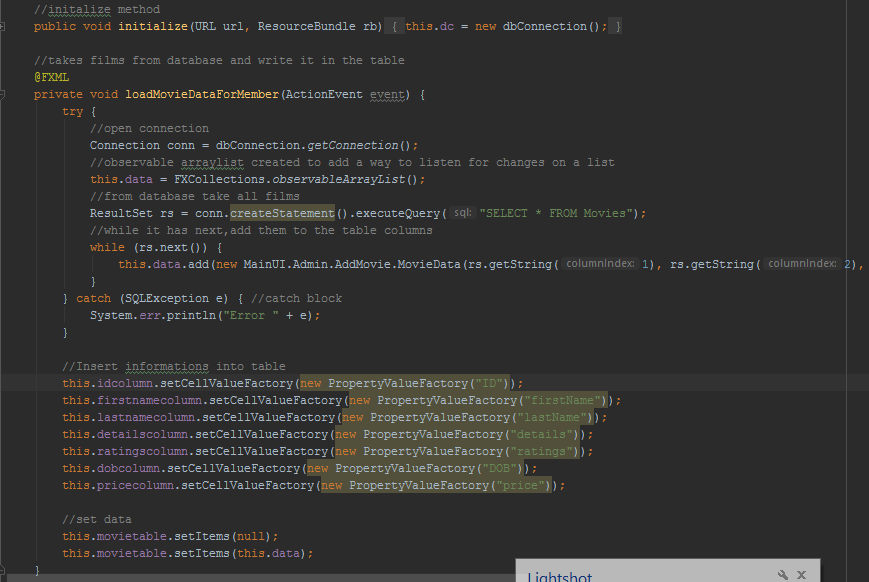 //initalize method
public void initialize(URL url, ResourceBundle rb) { this.dc = new dbConnection(); }
//takes films from database and write it in the table
@FXML
private void loadMovieDataForMember(ActionEvent event) {
try {
//open connection
Connection conn = dbConnection.getConnection();
//observable arraylist created to add a way to listen for changes on a list
this.data = FXCollections.observableArrayList();
//from database take all films
ResultSet rs = conn.createStatement().executeQuery( sql: "SELECT * FROM Movies");
//while it has next,add them to the table columns
while (rs.next()) {
this.data.add(new MainUI.Admin.AddMovie.MovieData(rs.getString( columnIndex: 1), rs.getString( columnIndex: 2),
}
} catch (SQLException e) { //catch block
System.err.println("Error " + e);
}
//Insert informations into table
this.idcolumn.setCellValueFactory(new PropertyValueFactory("ID"));
this.firstnamecolumn.setCellValueFactory(new PropertyValueFactory("firstName"));
this.lastnamecolumn.setCellValueFactory(new PropertyValueFactory("lastName"));
this.detailscolumn.setCellValueFactory(new PropertyValueFactory("details"));
this.ratingscolumn.setCellValueFactory(new PropertyValueFactory("ratings"));
this.dobcolumn.setCellValueFactory(new PropertyValueFactory("DOB"));
this.pricecolumn.setCellValueFactory(new PropertyValueFactory("price"));
//set data
this.movietable.setItems(null);
this.movietable.setItems(this.data);
}
Lightshot